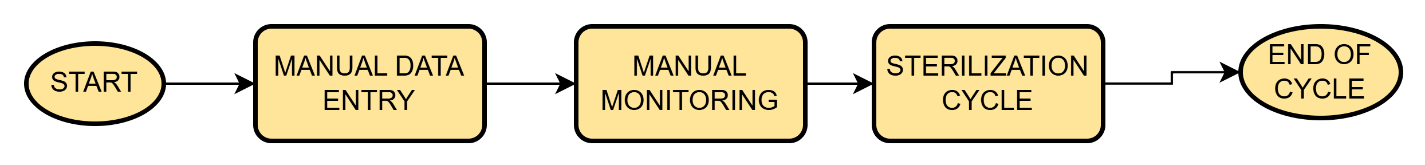 START
MANUAL DATA
ENTRY
MANUAL
MONITORING
STERILIZATION
CYCLE
END OF
CYCLE